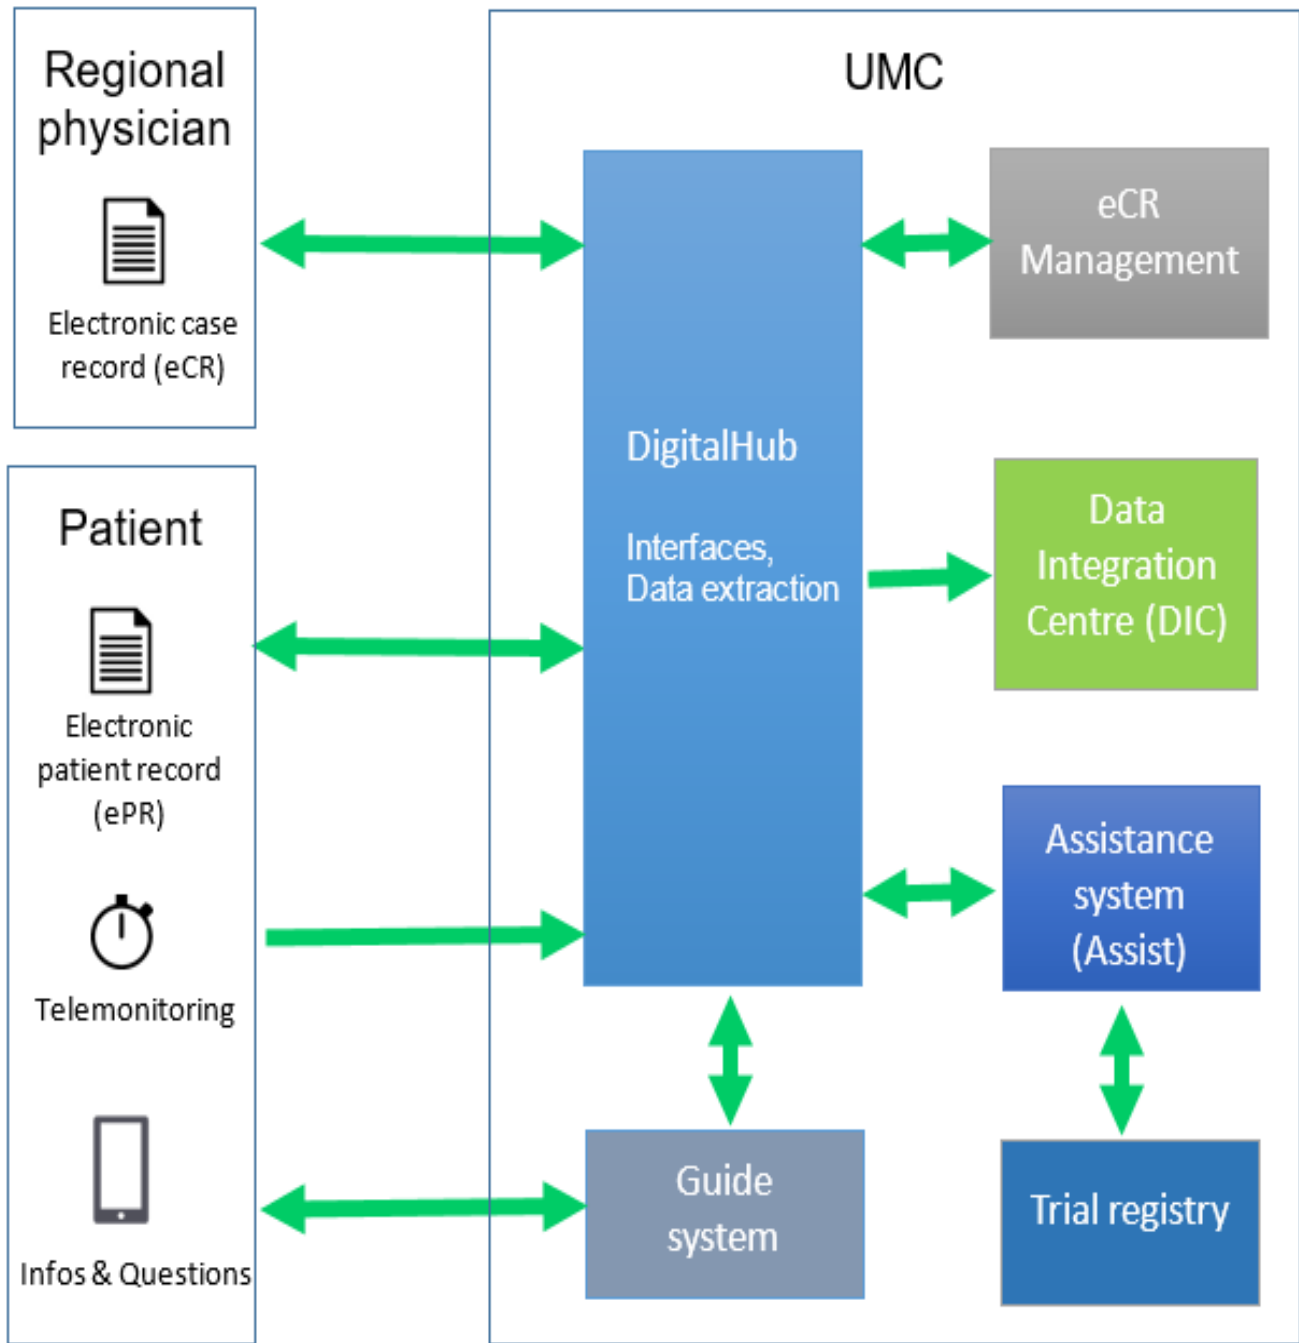 Regional
physician
Electronic case
record (eCR)
Patient
Electronic
patient record
(ePR)
Telemonitoring
Infos & Questions
UMC
DigitalHub
Interfaces,
Data extraction
eCR
Management
Data
Integration
Centre (DIC)
Assistance
system
(Assist)
Guide
system
Trial registry